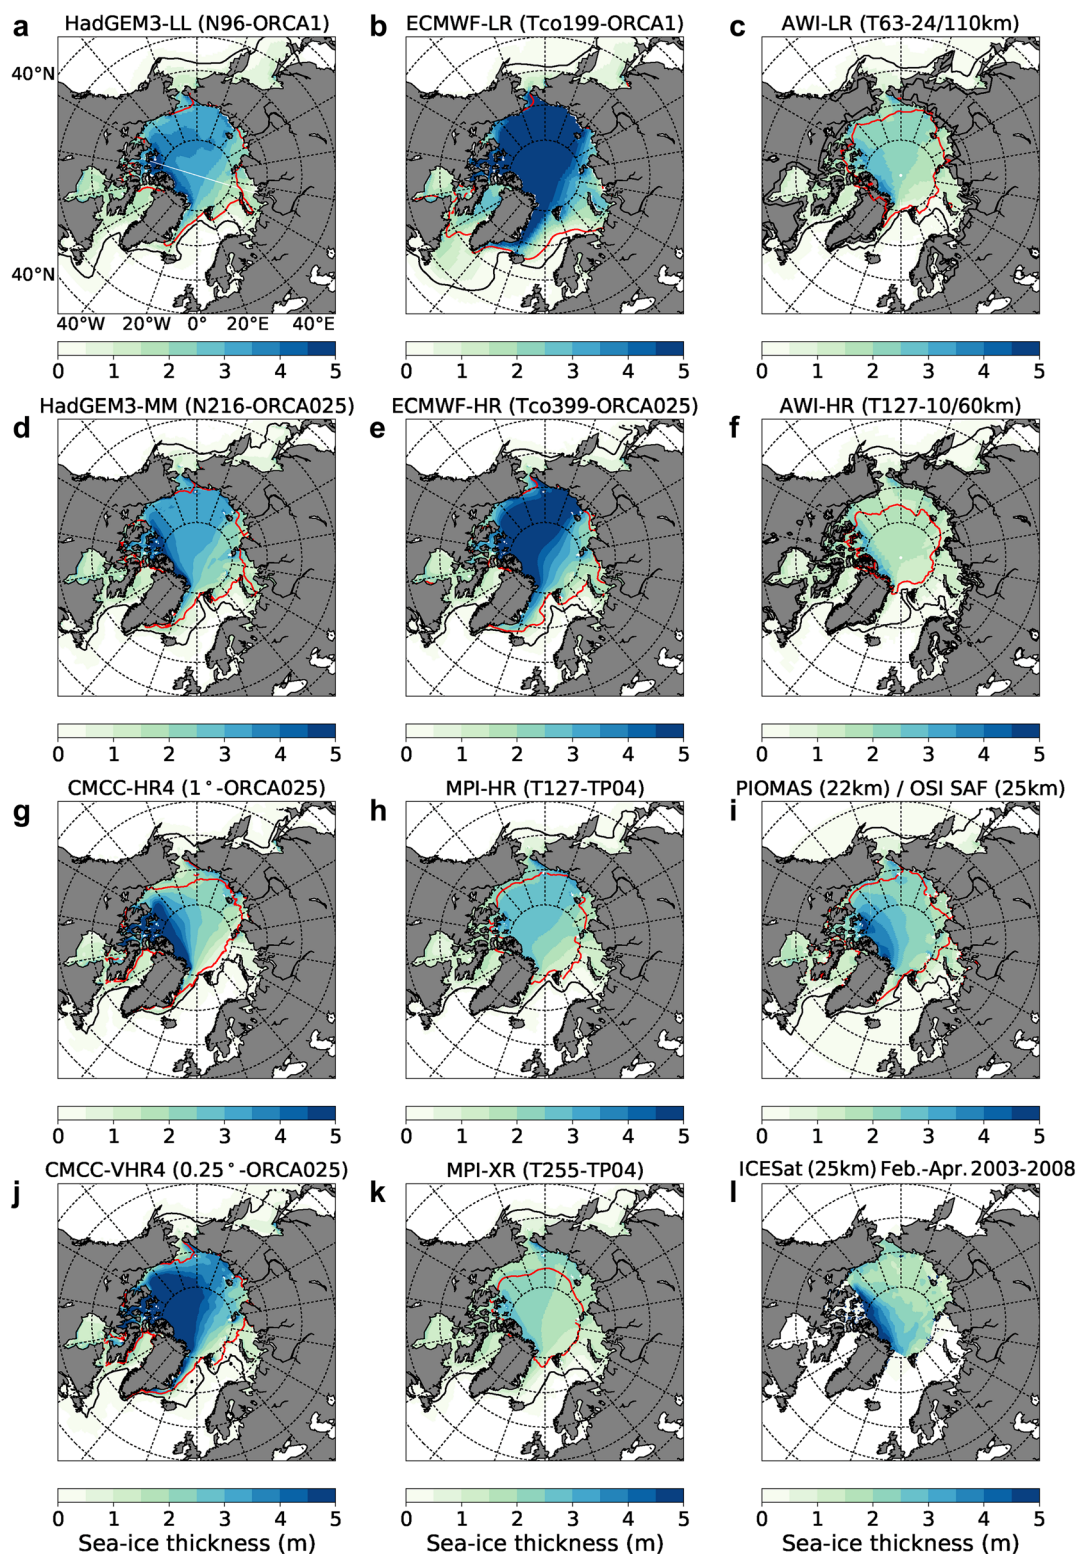 a HadGEM3-LL (N96-ORCA1)
b ECMWF-LR (Tco199-ORCA1)
c AWI-LR (T63-24/110km)
40°N
40°N
40°W 20°W 0° 20°E 40°E
0 1 2 3 4 5
0 1 2 3 4 5
0 1 2 3 4 5
d HadGEM3-MM (N216-ORCA025)
e ECMWF-HR (Tco399-ORCA025)
f AWI-HR (T127-10/60km)
0 1 2 3 4 5
0 1 2 3 4 5
0 1 2 3 4 5
g CMCC-HR4 (1°-ORCA025)
h MPI-HR (T127-TP04)
i PIOMAS (22km) / OSI SAF (25km)
0 1 2 3 4 5
0 1 2 3 4 5
0 1 2 3 4 5
j CMCC-VHR4 (0.25°-ORCA025)
k MPI-XR (T255-TP04)
l ICESat (25km) Feb.-Apr. 2003-2008
0 1 2 3 4 5
Sea-ice thickness (m)
0 1 2 3 4 5
Sea-ice thickness (m)
0 1 2 3 4 5
Sea-ice thickness (m)